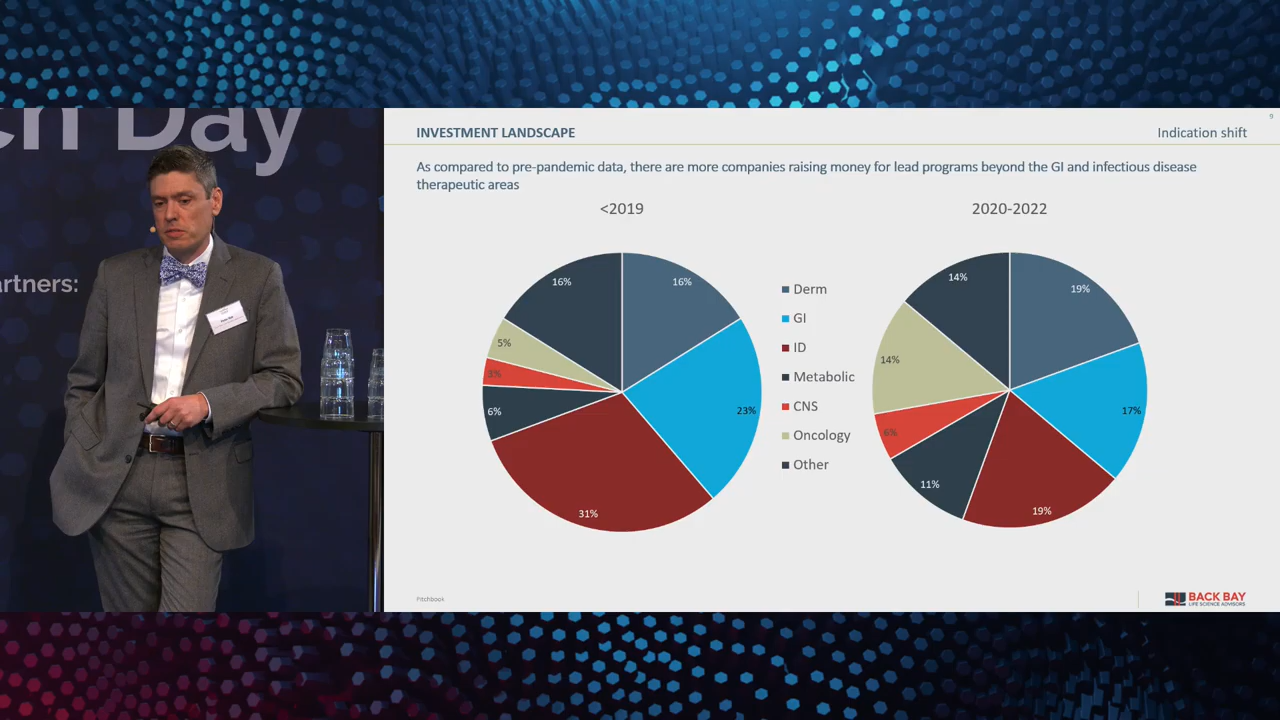 ch Day
artners:
9
INVESTMENT LANDSCAPE
Indication shift
As compared to pre-pandemic data, there are more companies raising money for lead programs beyond the GI and infectious disease
therapeutic areas
<2019
2020-2022
16%
16%
5%
3%
6%
23%
31%
Derm
GI
ID
Metabolic
CNS
Oncology
Other
14%
19%
14%
17%
6%
11%
19%
Pitchbook
BACK BAY
LIFE SCIENCE ADVISORS